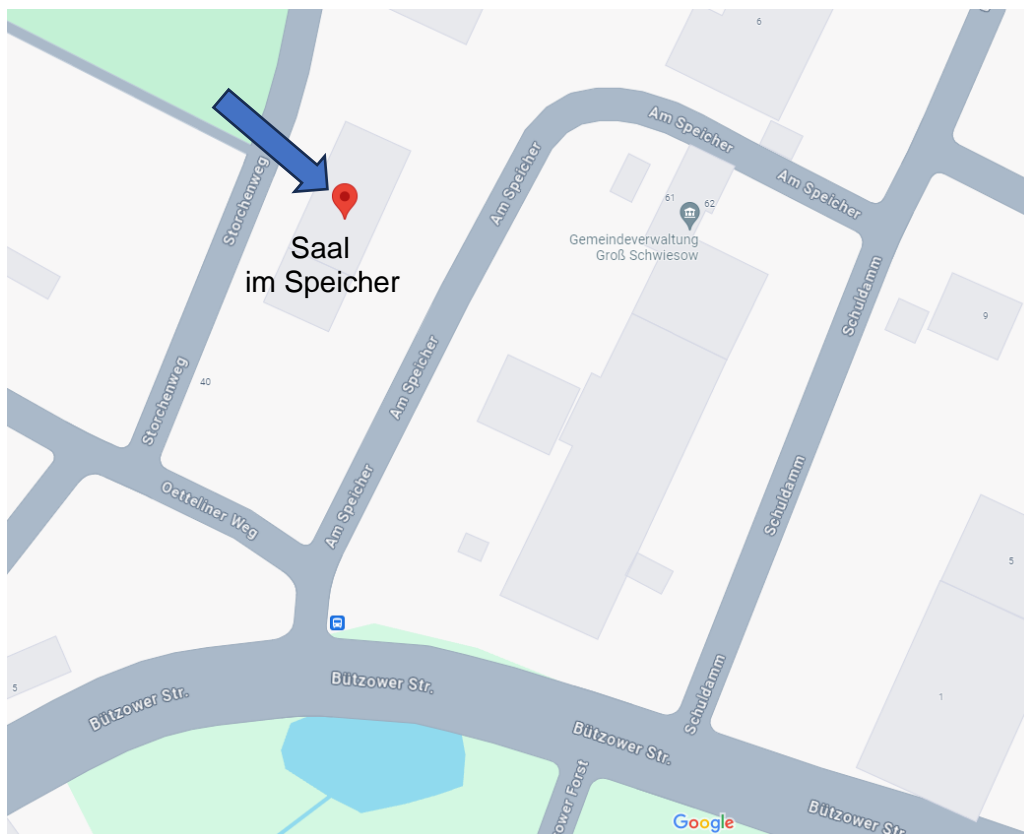 6
Am Speicher
Am Speicher
Am Speicher
61
62
Storchenweg
Gemeindeverwaltung
Groß Schwiesow
Saal
im Speicher
Schuldamm
9
Am Speicher
40
Storchenweg
Am Speicher
Oetteliner Weg
Schuldamm
5
5
Bützower Str.
Bützower Str.
Schuldamm
1
Bützower Str.
Bützower Str.
Google